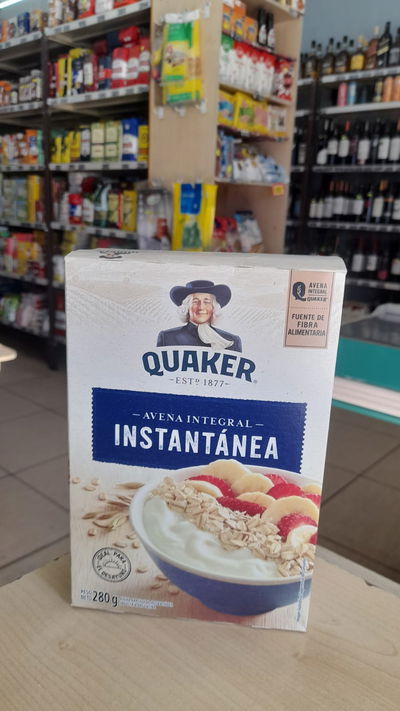 AVENA
INTEGRAL
QUAKER
FUENTE DE
FIBRA
ALIMENTARIA
QUAKER
ESTD 1877
AVENA INTEGRAL
INSTANTÁNEA
IDEAL PARA
EL DESAYUNO
PESO
NETO 280 g